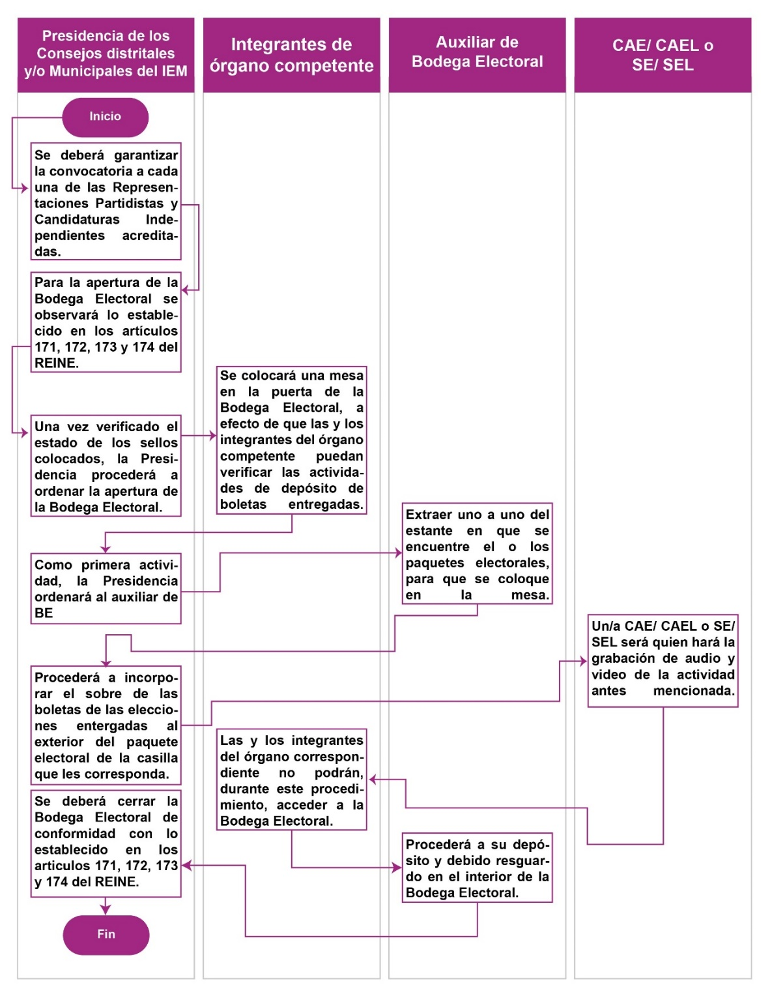 Presidencia de los
Consejos distritales
y/o Municipales del IEM
Integrantes de
órgano competente
Auxiliar de
Bodega Electoral
CAE/ CAEL o
SE/ SEL
Inicio
Se deberá garantizar
la convocatoria a cada
una de las Represen-
taciones Partidistas y
Candidaturas Inde-
pendientes acredita-
das.
Para la apertura de la
Bodega Electoral se
observará lo estable-
cido en los artículos
171, 172, 173 y 174 del
REINE.
Una vez verificado el
estado de los sellos
colocados, la Presi-
dencia procederá a
ordenar la apertura de
la Bodega Electoral.
Se colocará una mesa
en la puerta de la
Bodega Electoral, a
efecto de que las y los
integrantes del órgano
competente puedan
verificar las activida-
des de depósito de
boletas entregadas.
Como primera activi-
dad, la Presidencia
ordenará al auxiliar de
BE
Extraer uno a uno del
estante en que se
encuentre el o los
paquetes electorales,
para que se coloque
en la mesa.
Procederá a incorpo-
rar el sobre de las
boletas de las eleccio-
nes entergadas al
exterior del paquete
electoral de la casilla
que les corresponda.
Un/a CAE/ CAEL o SE/
SEL será quien hará la
grabación de audio y
video de la actividad
antes mencionada.
Las y los integrantes
del órgano correspon-
diente no podrán,
durante este procedi-
miento, acceder a la
Bodega Electoral.
Procederá a su depó-
sito y debido resguar-
do en el interior de la
Bodega Electoral.
Se deberá cerrar la
Bodega Electoral de
conformidad con lo
establecido en los
articulos 171, 172, 173
y 174 del REINE.
Fin